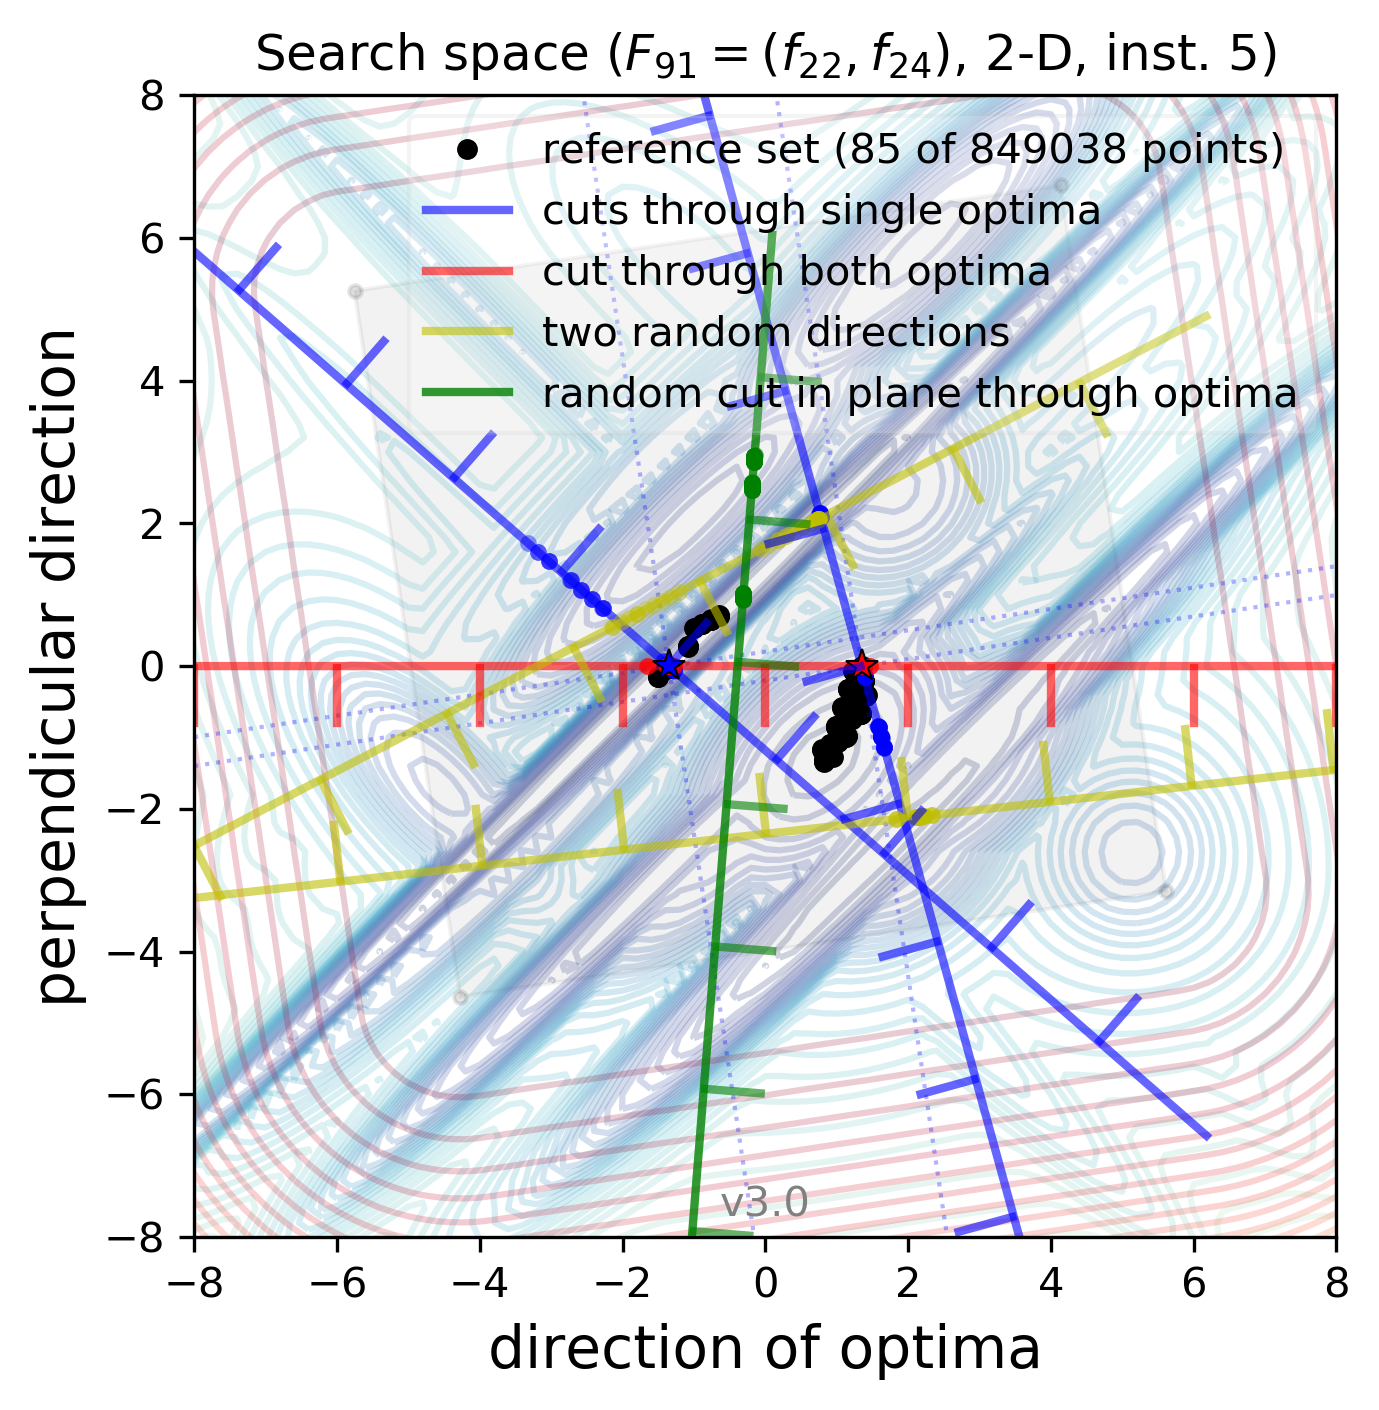 Search space (F₉₁ = (f₂₂, f₂₄), 2-D, inst. 5)
reference set (85 of 849038 points)
cuts through single optima
cut through both optima
two random directions
random cut in plane through optima
perpendicular direction
8
6
4
2
0
−2
−4
−6
−8
v3.0
−8 −6 −4 −2 0 2 4 6 8
direction of optima